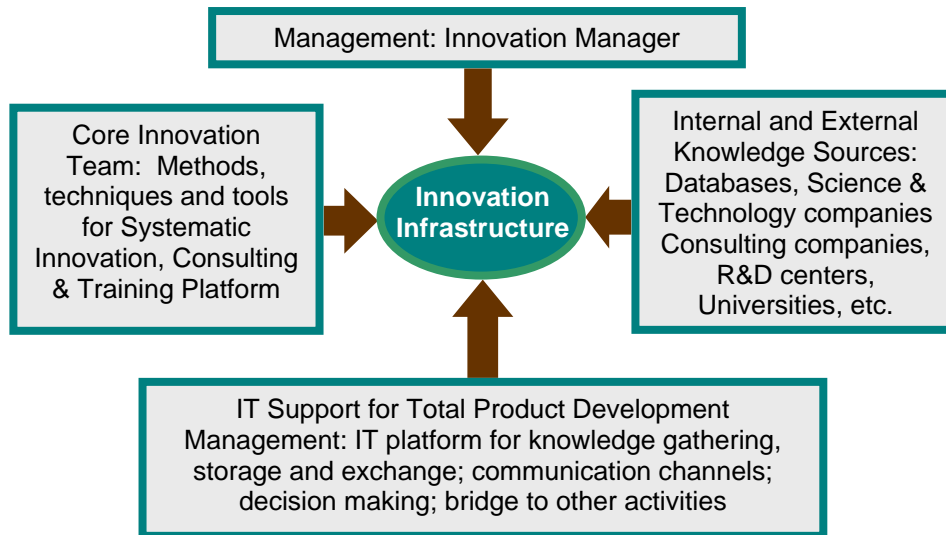 Management: Innovation Manager
Core Innovation
Team:  Methods,
techniques and tools
for Systematic
Innovation, Consulting
& Training Platform
Innovation
Infrastructure
Internal and External
Knowledge Sources:
Databases, Science &
Technology companies
Consulting companies,
R&D centers,
Universities, etc.
IT Support for Total Product Development
Management: IT platform for knowledge gathering,
storage and exchange; communication channels;
decision making; bridge to other activities